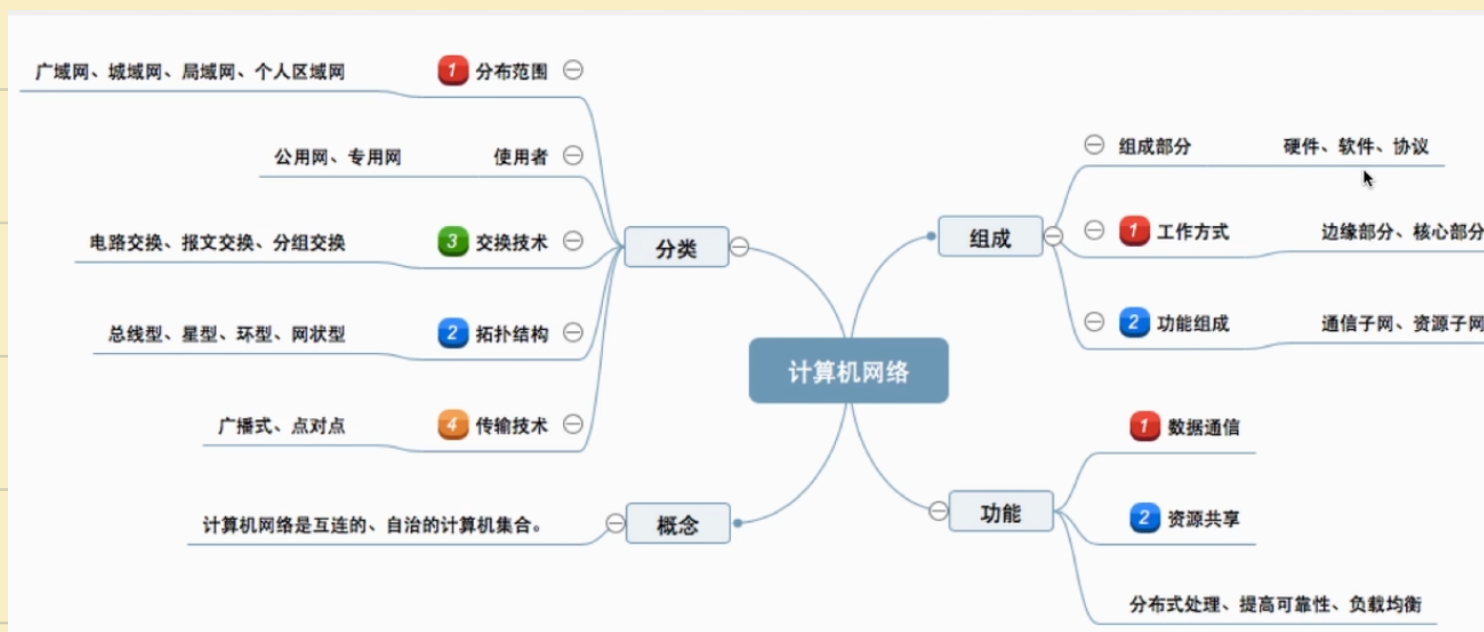 广域网、城域网、局域网、个人区域网 1 分布范围
公用网、专用网 使用者
电路交换、报文交换、分组交换 3 交换技术
总线型、星型、环型、网状型 2 拓扑结构
广播式、点对点 4 传输技术
分类
计算机网络是互连的、自治的计算机集合。 概念
计算机网络
组成
组成部分 硬件、软件、协议
1 工作方式 边缘部分、核心部分
2 功能组成 通信子网、资源子网
功能
1 数据通信
2 资源共享
分布式处理、提高可靠性、负载均衡